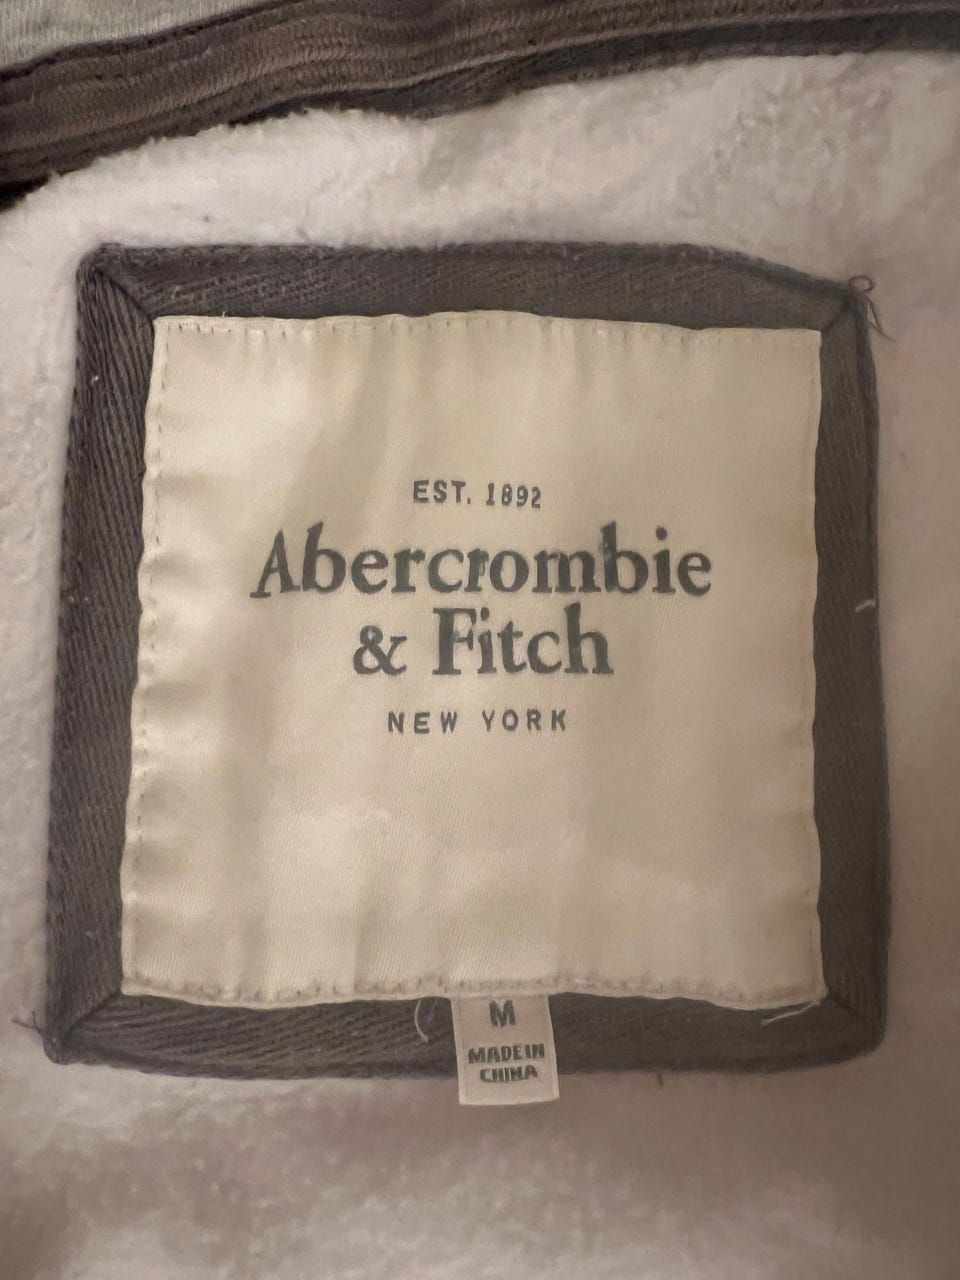 EST. 1892
Abercrombie
& Fitch
NEW YORK
M
MADE IN
CHINA